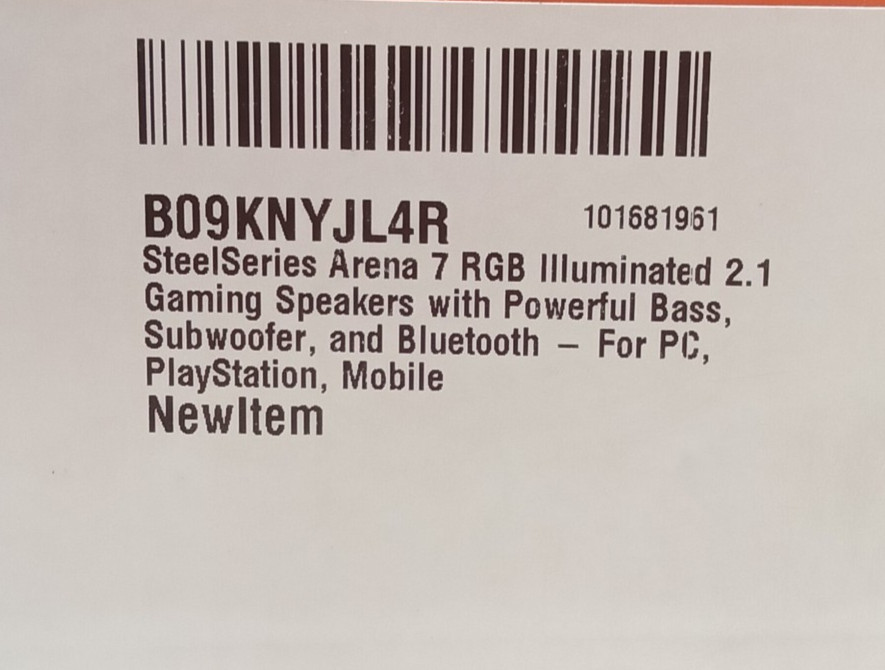 B09KNYJL4R 101681961
SteelSeries Arena 7 RGB Illuminated 2.1
Gaming Speakers with Powerful Bass,
Subwoofer, and Bluetooth – For PC,
PlayStation, Mobile
NewItem